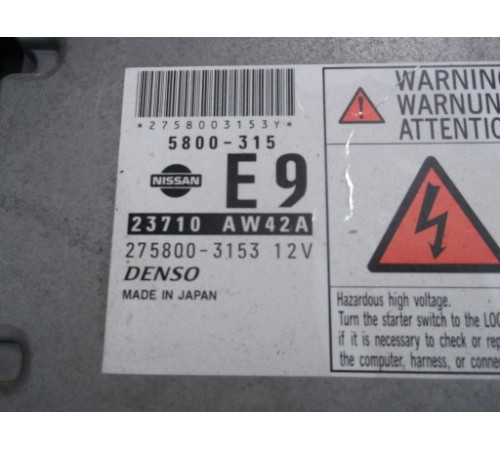 *2758003153Y*
5800-315
NISSAN
E9
23710 AW42A
275800-3153 12V
DENSO
MADE IN JAPAN
WARNING
WARNUN
ATTENTIO
Hazardous high voltage.
Turn the starter switch to the LOC
if it is necessary to check or rep
the computer, harness, or conne